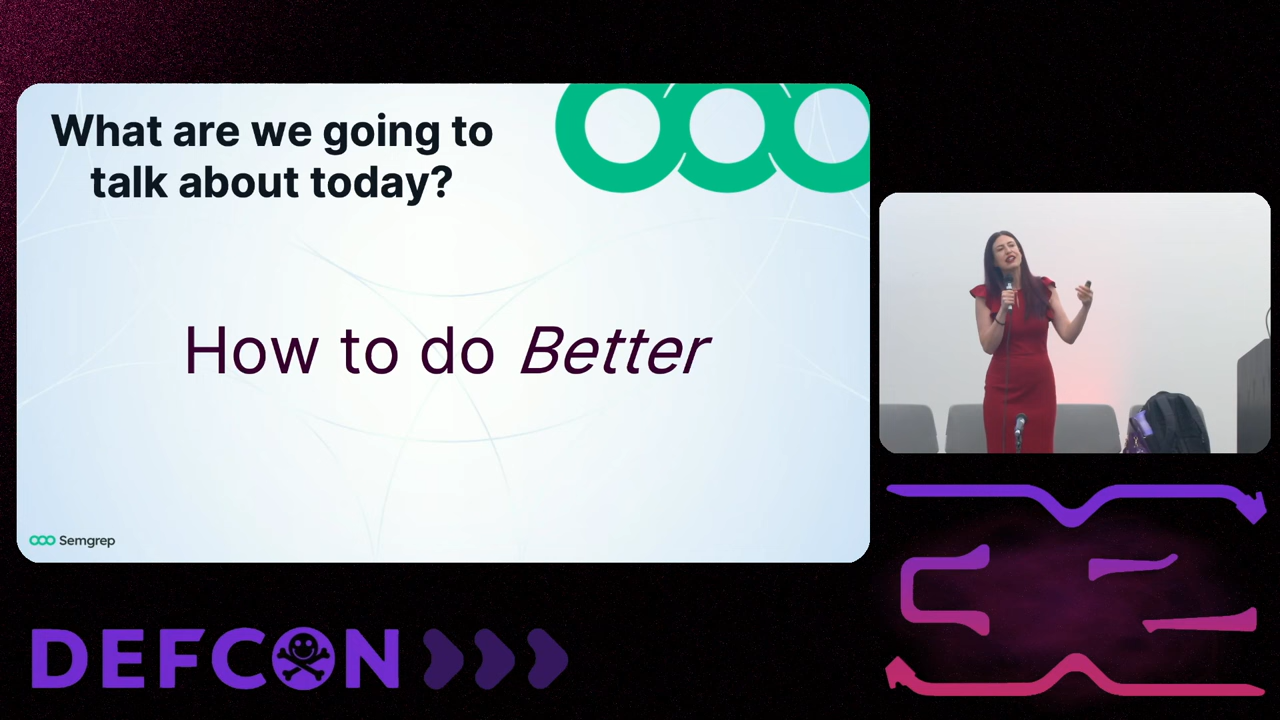 What are we going to
talk about today?
How to do Better
Semgrep
DEFCON